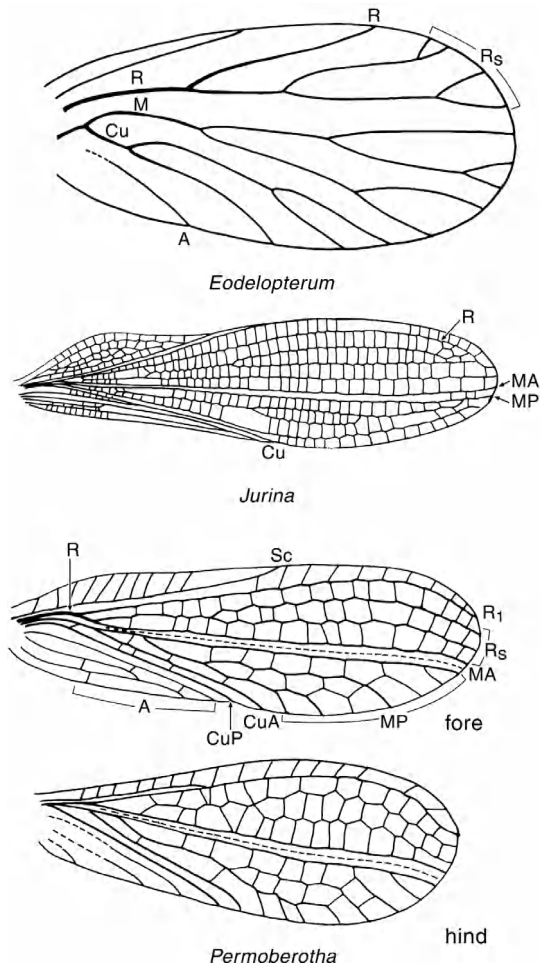 R
Rs
R
M
Cu
A
Eodelopterum
R
MA
MP
Cu
Jurina
R
Sc
R1
Rs
MA
A
CuA
MP
fore
CuP
hind
Permoberotha